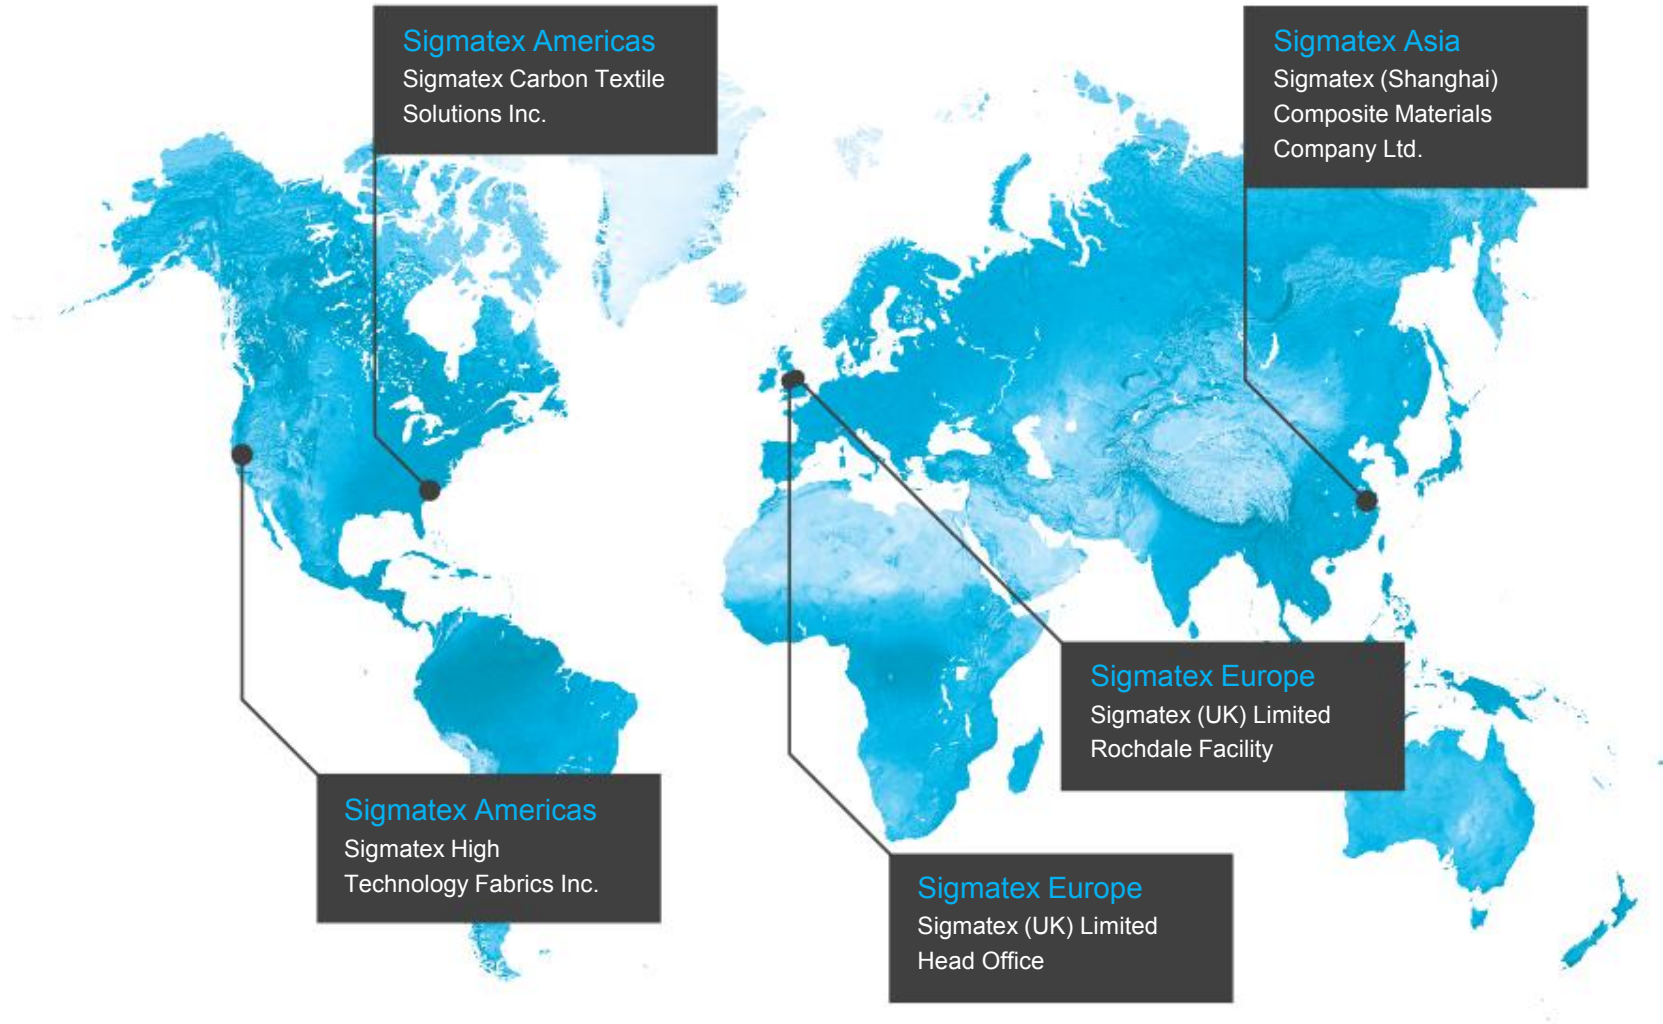 Sigmatex Americas
Sigmatex Carbon Textile
Solutions Inc.
Sigmatex Asia
Sigmatex (Shanghai)
Composite Materials
Company Ltd.
Sigmatex Europe
Sigmatex (UK) Limited
Rochdale Facility
Sigmatex Americas
Sigmatex High
Technology Fabrics Inc.
Sigmatex Europe
Sigmatex (UK) Limited
Head Office